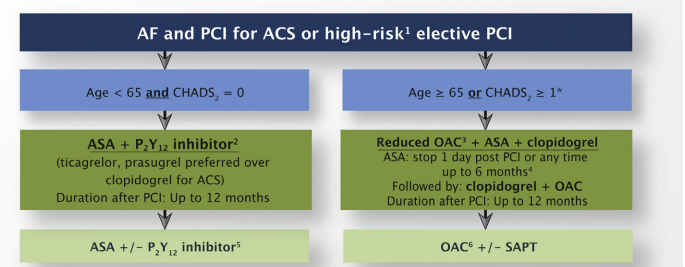 AF and PCI for ACS or high-risk¹ elective PCI
Age < 65 and CHADS₂ = 0
Age ≥ 65 or CHADS₂ ≥ 1*
ASA + P₂Y₁₂ inhibitor²
(ticagrelor, prasugrel preferred over
clopidogrel for ACS)
Duration after PCI: Up to 12 months
Reduced OAC³ + ASA + clopidogrel
ASA: stop 1 day post PCI or any time
up to 6 months⁴
Followed by: clopidogrel + OAC
Duration after PCI: Up to 12 months
ASA +/- P₂Y₁₂ inhibitor⁵
OAC⁶ +/- SAPT